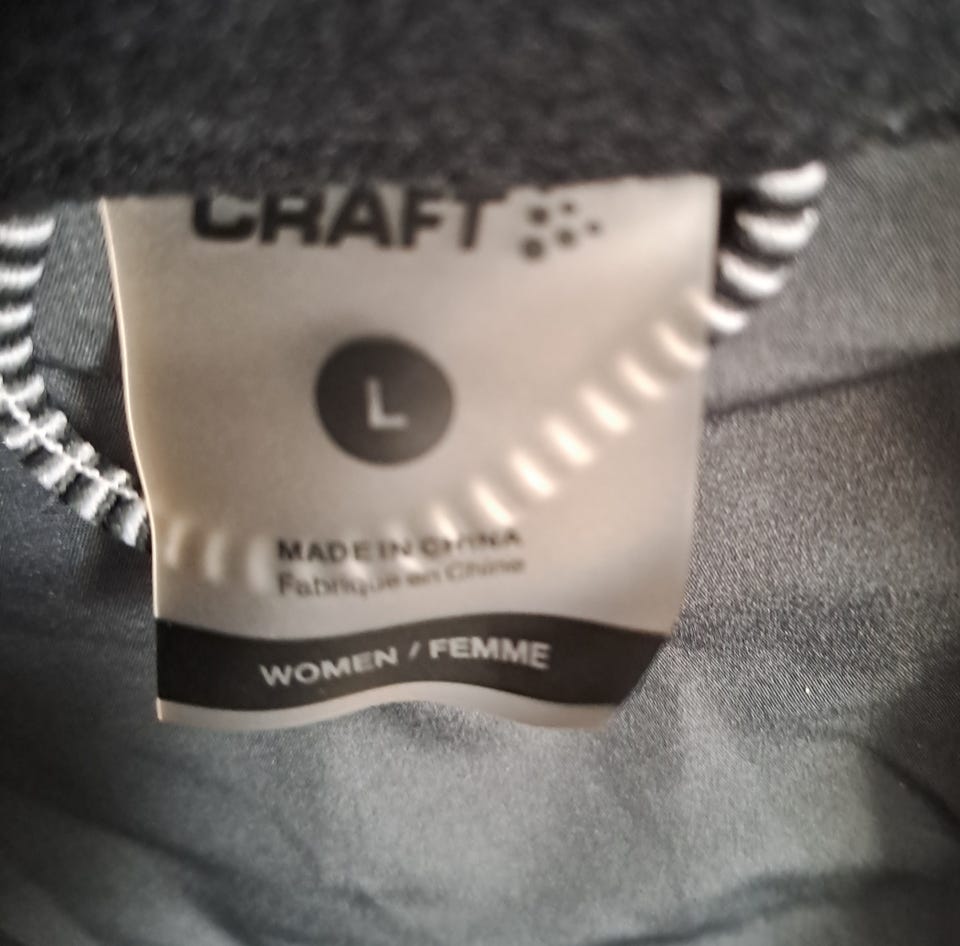 CRAFT
L
MADE IN CHINA
Fabriqué en Chine
WOMEN / FEMME